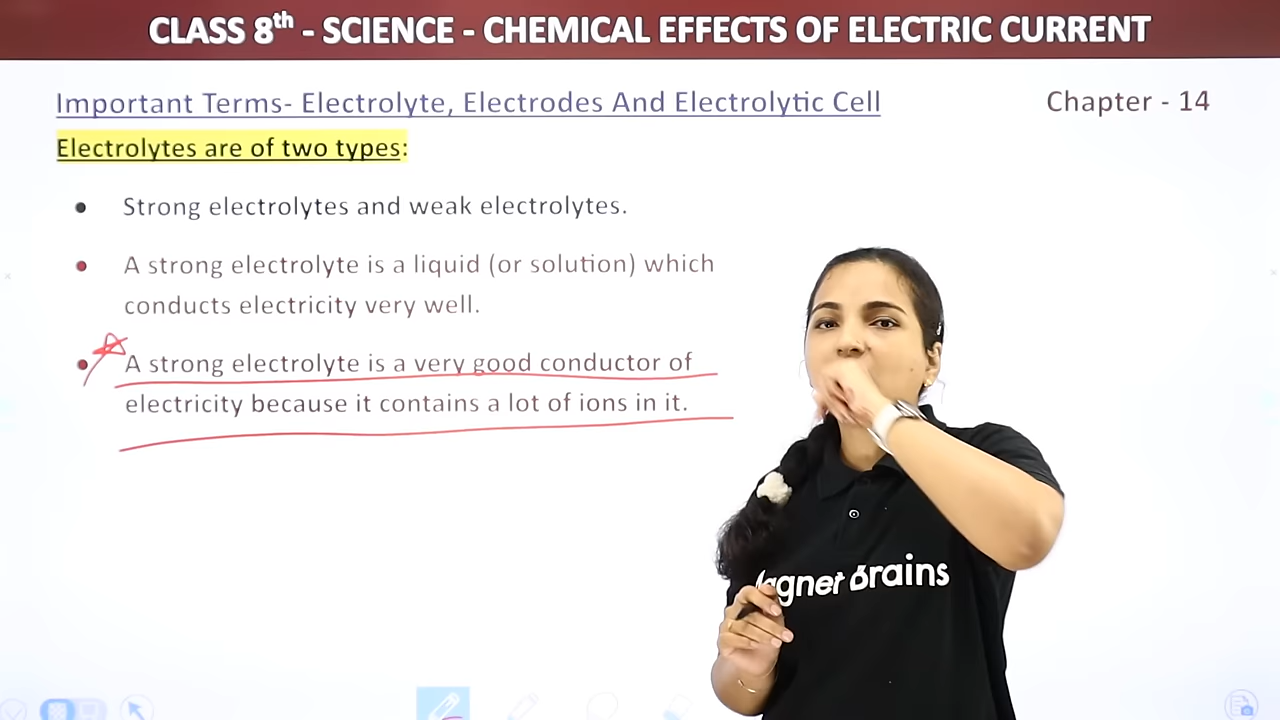 CLASS 8th - SCIENCE - CHEMICAL EFFECTS OF ELECTRIC CURRENT
Important Terms- Electrolyte, Electrodes And Electrolytic Cell
Chapter - 14
Electrolytes are of two types:
• Strong electrolytes and weak electrolytes.
• A strong electrolyte is a liquid (or solution) which
conducts electricity very well.
• A strong electrolyte is a very good conductor of
electricity because it contains a lot of ions in it.
Brains